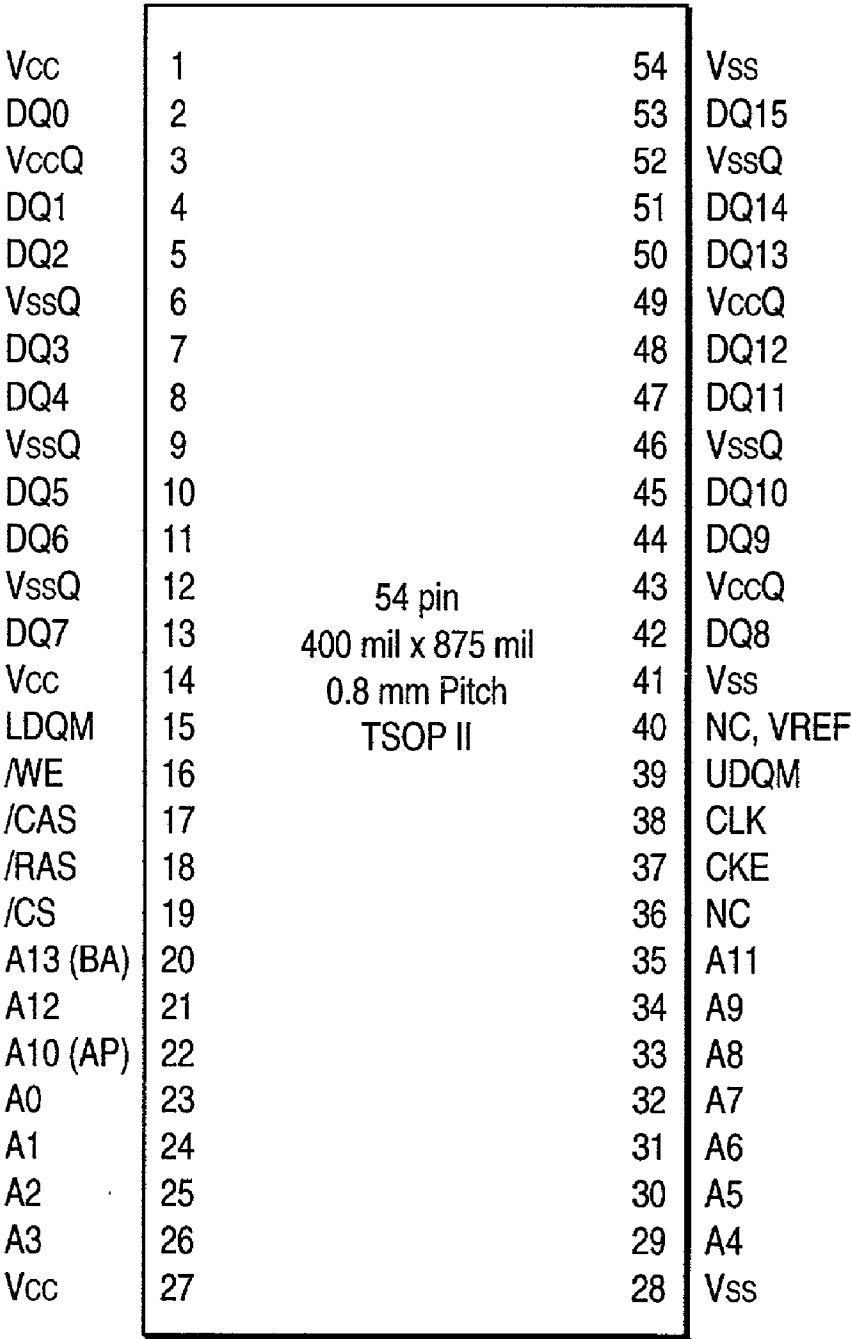 Vcc 1 54 Vss
DQ0 2 53 DQ15
VccQ 3 52 VssQ
DQ1 4 51 DQ14
DQ2 5 50 DQ13
VssQ 6 49 VccQ
DQ3 7 48 DQ12
DQ4 8 47 DQ11
VssQ 9 46 VssQ
DQ5 10 45 DQ10
DQ6 11 44 DQ9
VssQ 12 43 VccQ
54 pin
DQ7 13 42 DQ8
400 mil x 875 mil
Vcc 14 41 Vss
0.8 mm Pitch
LDQM 15 40 NC, VREF
TSOP II
/WE 16 39 UDQM
/CAS 17 38 CLK
/RAS 18 37 CKE
/CS 19 36 NC
A13 (BA) 20 35 A11
A12 21 34 A9
A10 (AP) 22 33 A8
A0 23 32 A7
A1 24 31 A6
A2 25 30 A5
A3 26 29 A4
Vcc 27 28 Vss